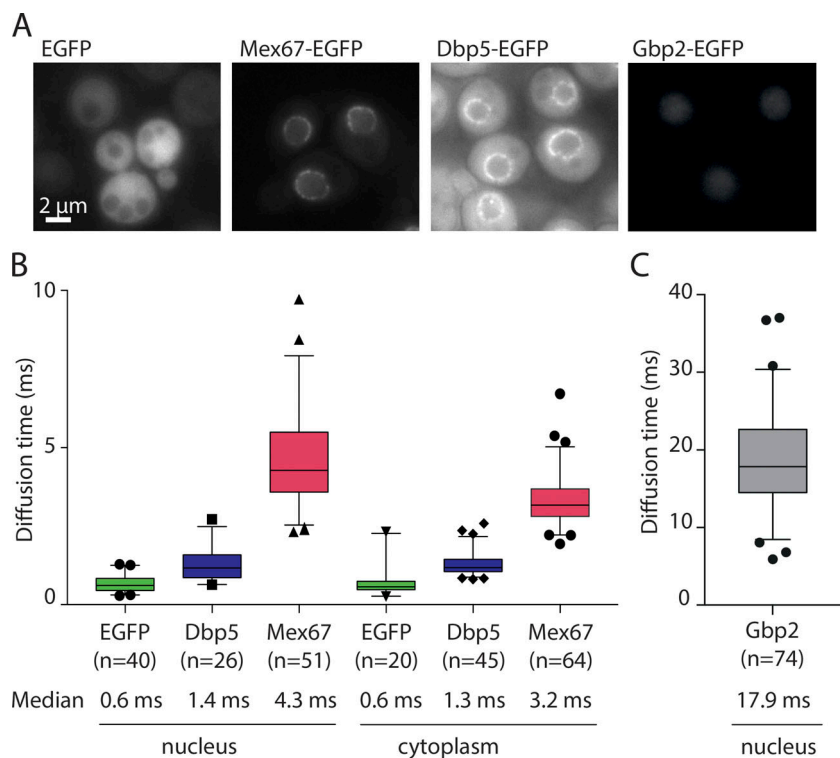 A
EGFP
Mex67-EGFP
Dbp5-EGFP
Gbp2-EGFP
2 µm
B
Diffusion time (ms)
10
5
0
EGFP
(n=40)
Dbp5
(n=26)
Mex67
(n=51)
EGFP
(n=20)
Dbp5
(n=45)
Mex67
(n=64)
Median
0.6 ms
1.4 ms
4.3 ms
0.6 ms
1.3 ms
3.2 ms
nucleus
cytoplasm
C
Diffusion time (ms)
40
30
20
10
0
Gbp2
(n=74)
17.9 ms
nucleus